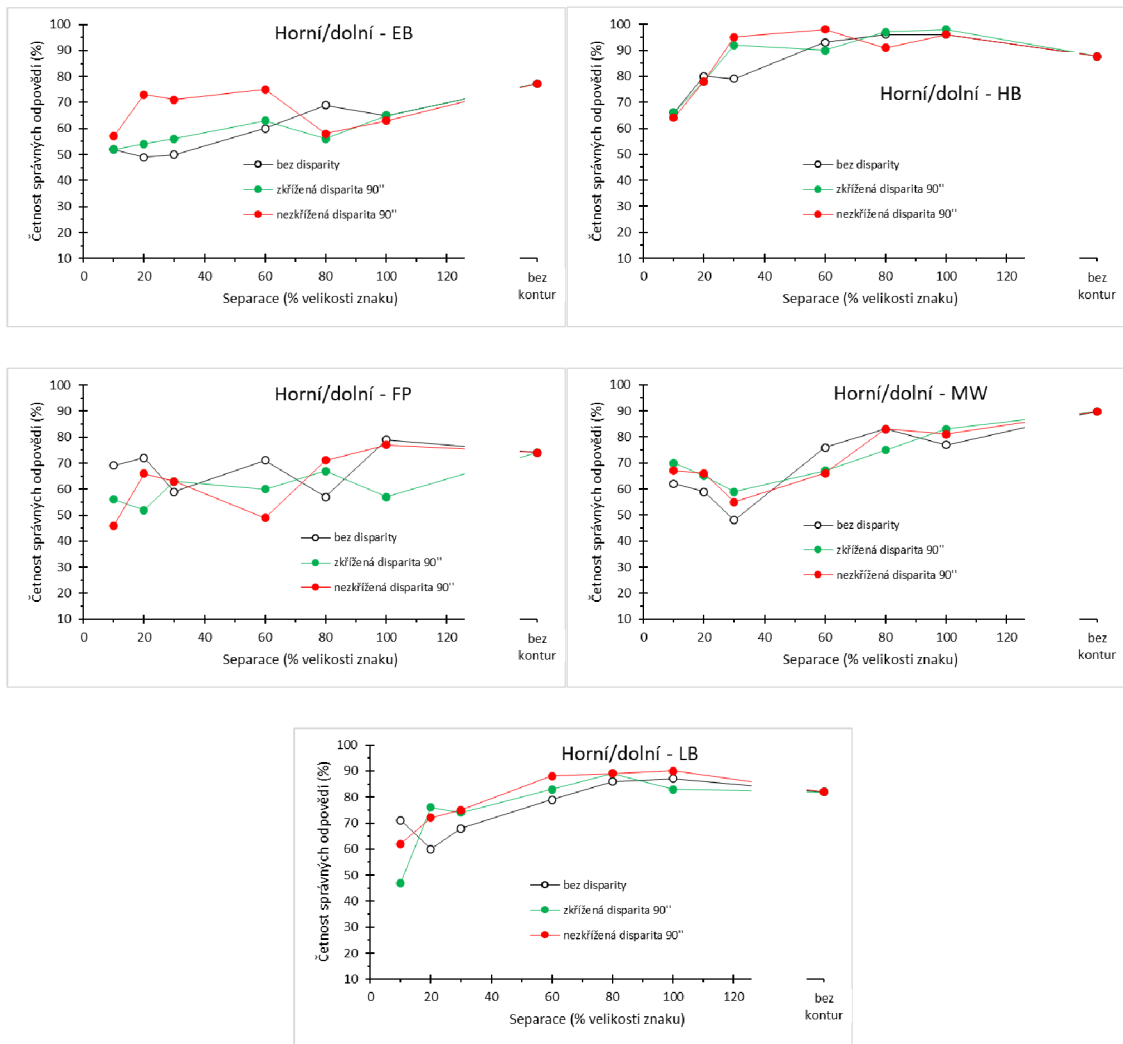 Horní/dolní - EB
Četnost správných odpovědí (%)
100
90
80
70
60
50
40
30
20
10
bez disparity
zkřížená disparita 90''
nezkřížená disparita 90''
0 20 40 60 80 100 120 bez kontur
Separace (% velikosti znaku)
Horní/dolní - HB
Četnost správných odpovědí (%)
100
90
80
70
60
50
40
30
20
10
bez disparity
zkřížená disparita 90''
nezkřížená disparita 90''
0 20 40 60 80 100 120 bez kontur
Separace (% velikosti znaku)
Horní/dolní - FP
Četnost správných odpovědí (%)
100
90
80
70
60
50
40
30
20
10
bez disparity
zkřížená disparita 90''
nezkřížená disparita 90''
0 20 40 60 80 100 120 bez kontur
Separace (% velikosti znaku)
Horní/dolní - MW
Četnost správných odpovědí (%)
100
90
80
70
60
50
40
30
20
10
bez disparity
zkřížená disparita 90''
nezkřížená disparita 90''
0 20 40 60 80 100 120 bez kontur
Separace (% velikosti znaku)
Horní/dolní - LB
Četnost správných odpovědí (%)
100
90
80
70
60
50
40
30
20
10
bez disparity
zkřížená disparita 90''
nezkřížená disparita 90''
0 20 40 60 80 100 120 bez kontur
Separace (% velikosti znaku)